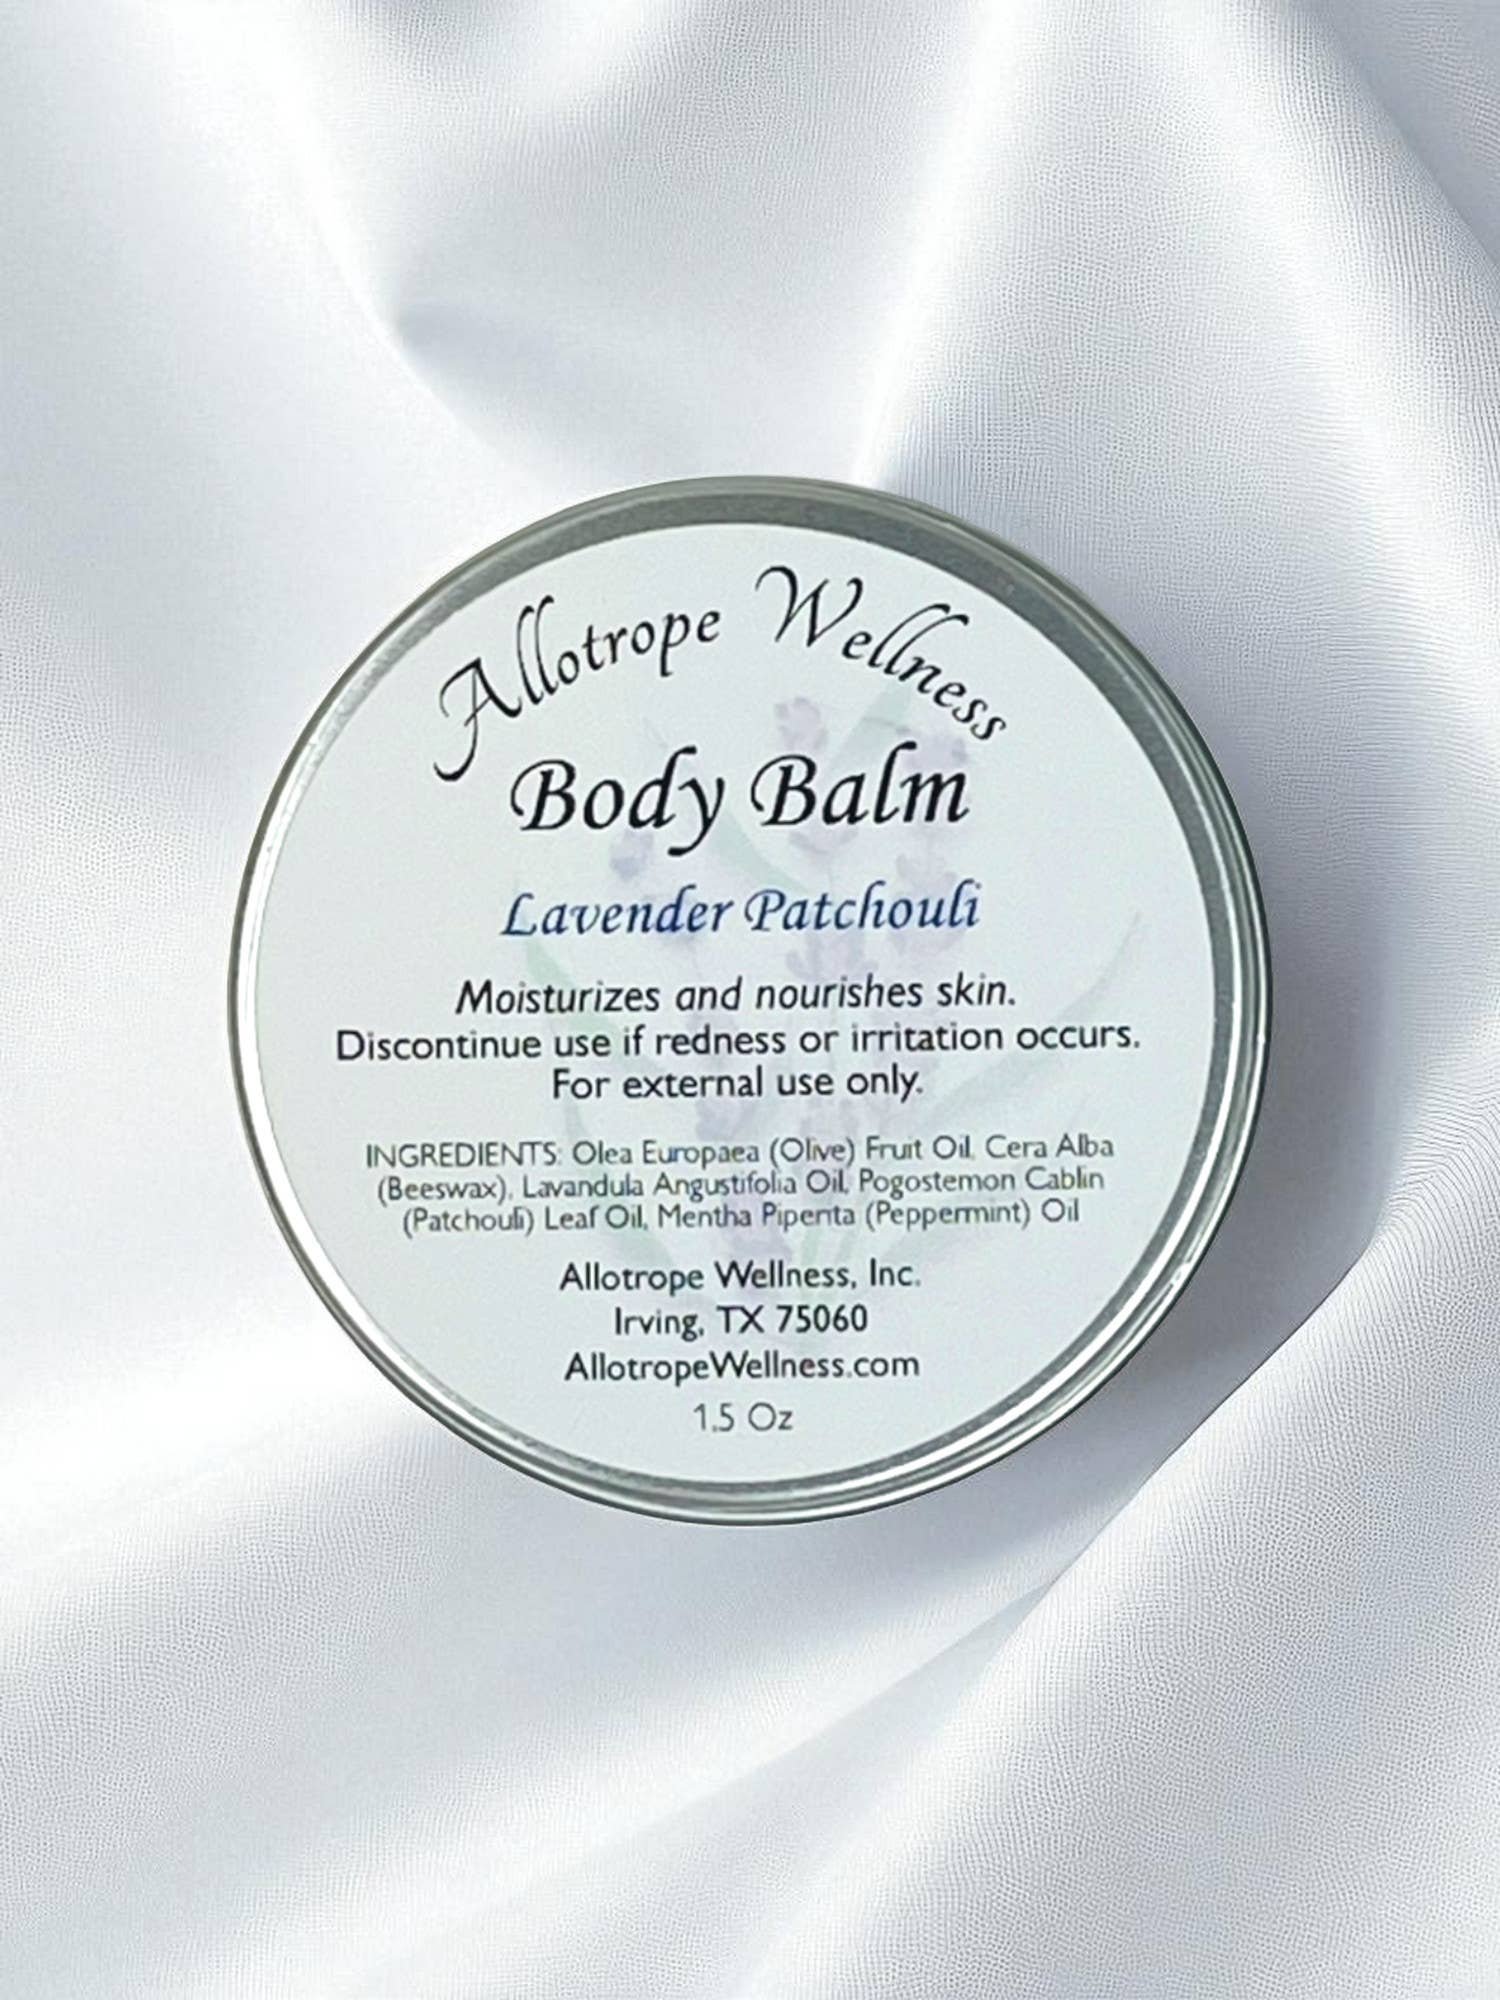 Allotrope Wellness
Body Balm
Lavender Patchouli
Moisturizes and nourishes skin.
Discontinue use if redness or irritation occurs.
For external use only.
INGREDIENTS: Olea Europaea (Olive) Fruit Oil, Cera Alba
(Beeswax), Lavandula Angustifolia Oil, Pogostemon Cablin
(Patchouli) Leaf Oil, Mentha Piperita (Peppermint) Oil
Allotrope Wellness, Inc.
Irving, TX 75060
AllotropeWellness.com
1.5 Oz